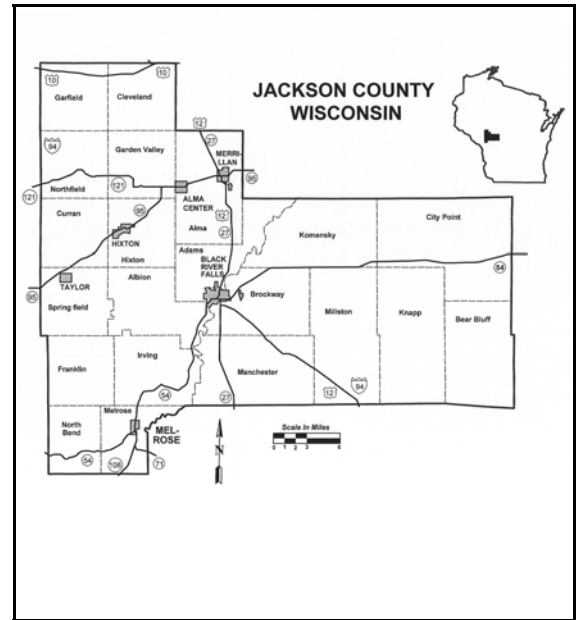 10
10
Garfield
Cleveland
JACKSON COUNTY
WISCONSIN
12
27
94
Garden Valley
MERRI-
LLAN
95
121
Northfield
121
ALMA
CENTER
Curran
95
12
City Point
Alma
27
Komensky
HIXTON
Adams
Hixton
BLACK
RIVER
FALLS
54
TAYLOR
Albion
95
Brockway
Spring field
Millston
Knapp
Bear Bluff
Irving
Franklin
Manchester
94
12
54
27
Melrose
North
Bend
MEL-
ROSE
N
Scale In Miles
0 1 2 3 6
54
108
71